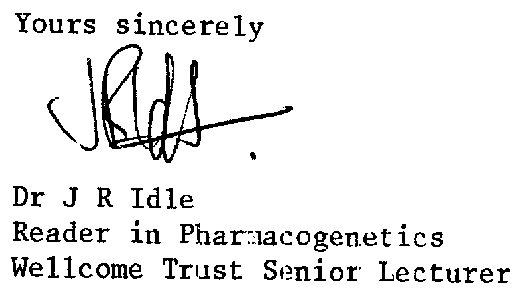 Yours sincerely
Dr J R Idle
Reader in Pharmacogenetics
Wellcome Trust Senior Lecturer